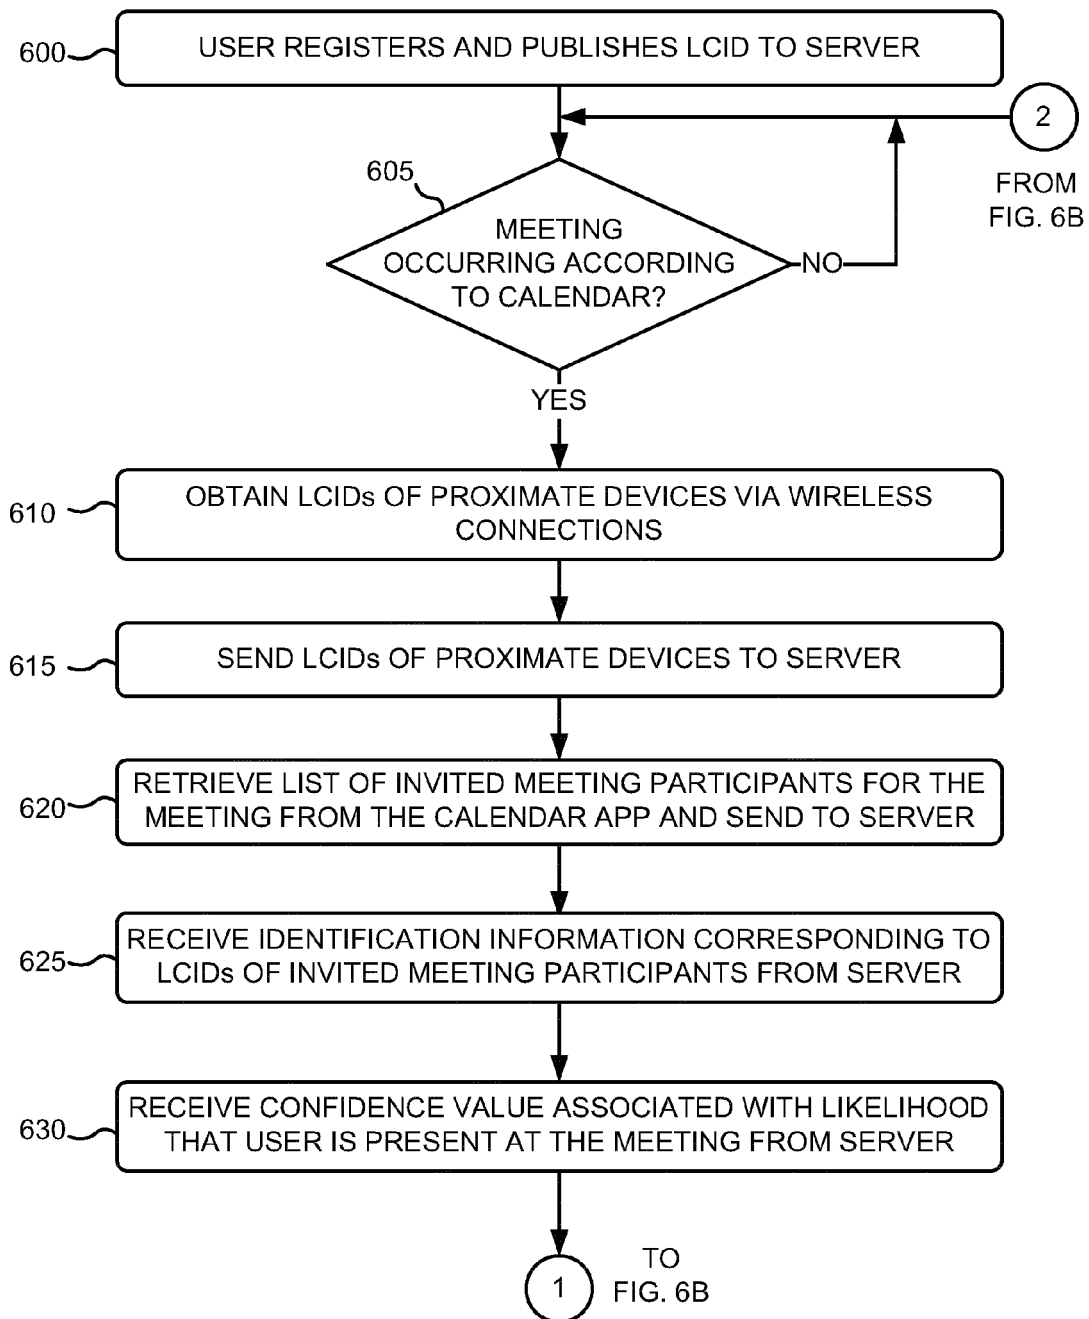 600
USER REGISTERS AND PUBLISHES LCID TO SERVER
2
FROM
FIG. 6B
605
MEETING
OCCURRING ACCORDING
TO CALENDAR?
NO
YES
610
OBTAIN LCIDs OF PROXIMATE DEVICES VIA WIRELESS
CONNECTIONS
615
SEND LCIDs OF PROXIMATE DEVICES TO SERVER
620
RETRIEVE LIST OF INVITED MEETING PARTICIPANTS FOR THE
MEETING FROM THE CALENDAR APP AND SEND TO SERVER
625
RECEIVE IDENTIFICATION INFORMATION CORRESPONDING TO
LCIDs OF INVITED MEETING PARTICIPANTS FROM SERVER
630
RECEIVE CONFIDENCE VALUE ASSOCIATED WITH LIKELIHOOD
THAT USER IS PRESENT AT THE MEETING FROM SERVER
1
TO
FIG. 6B